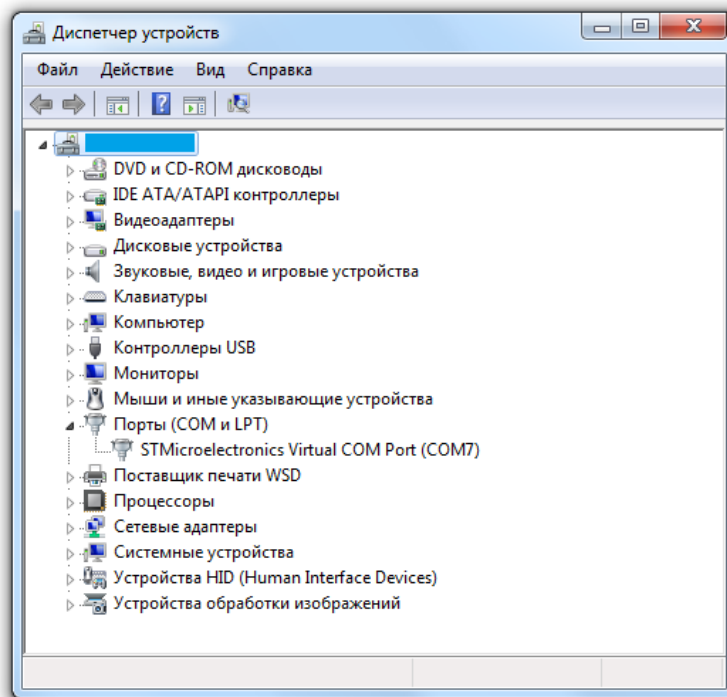 Диспетчер устройств
Файл Действие Вид Справка
DVD и CD-ROM дисководы
IDE ATA/ATAPI контроллеры
Видеоадаптеры
Дисковые устройства
Звуковые, видео и игровые устройства
Клавиатуры
Компьютер
Контроллеры USB
Мониторы
Мыши и иные указывающие устройства
Порты (COM и LPT)
STMicroelectronics Virtual COM Port (COM7)
Поставщик печати WSD
Процессоры
Сетевые адаптеры
Системные устройства
Устройства HID (Human Interface Devices)
Устройства обработки изображений